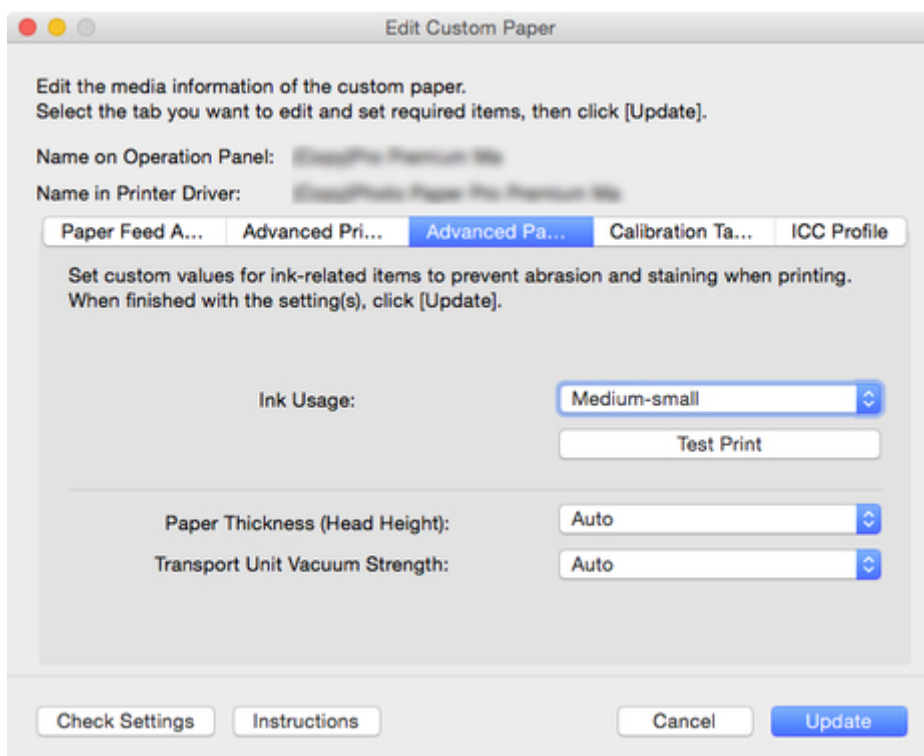 Edit Custom Paper
Edit the media information of the custom paper.
Select the tab you want to edit and set required items, then click [Update].
Name on Operation Panel:
Name in Printer Driver:
Paper Feed A... Advanced Pri... Advanced Pa... Calibration Ta... ICC Profile
Set custom values for ink-related items to prevent abrasion and staining when printing.
When finished with the setting(s), click [Update].
Ink Usage: Medium-small
Test Print
Paper Thickness (Head Height): Auto
Transport Unit Vacuum Strength: Auto
Check Settings Instructions Cancel Update